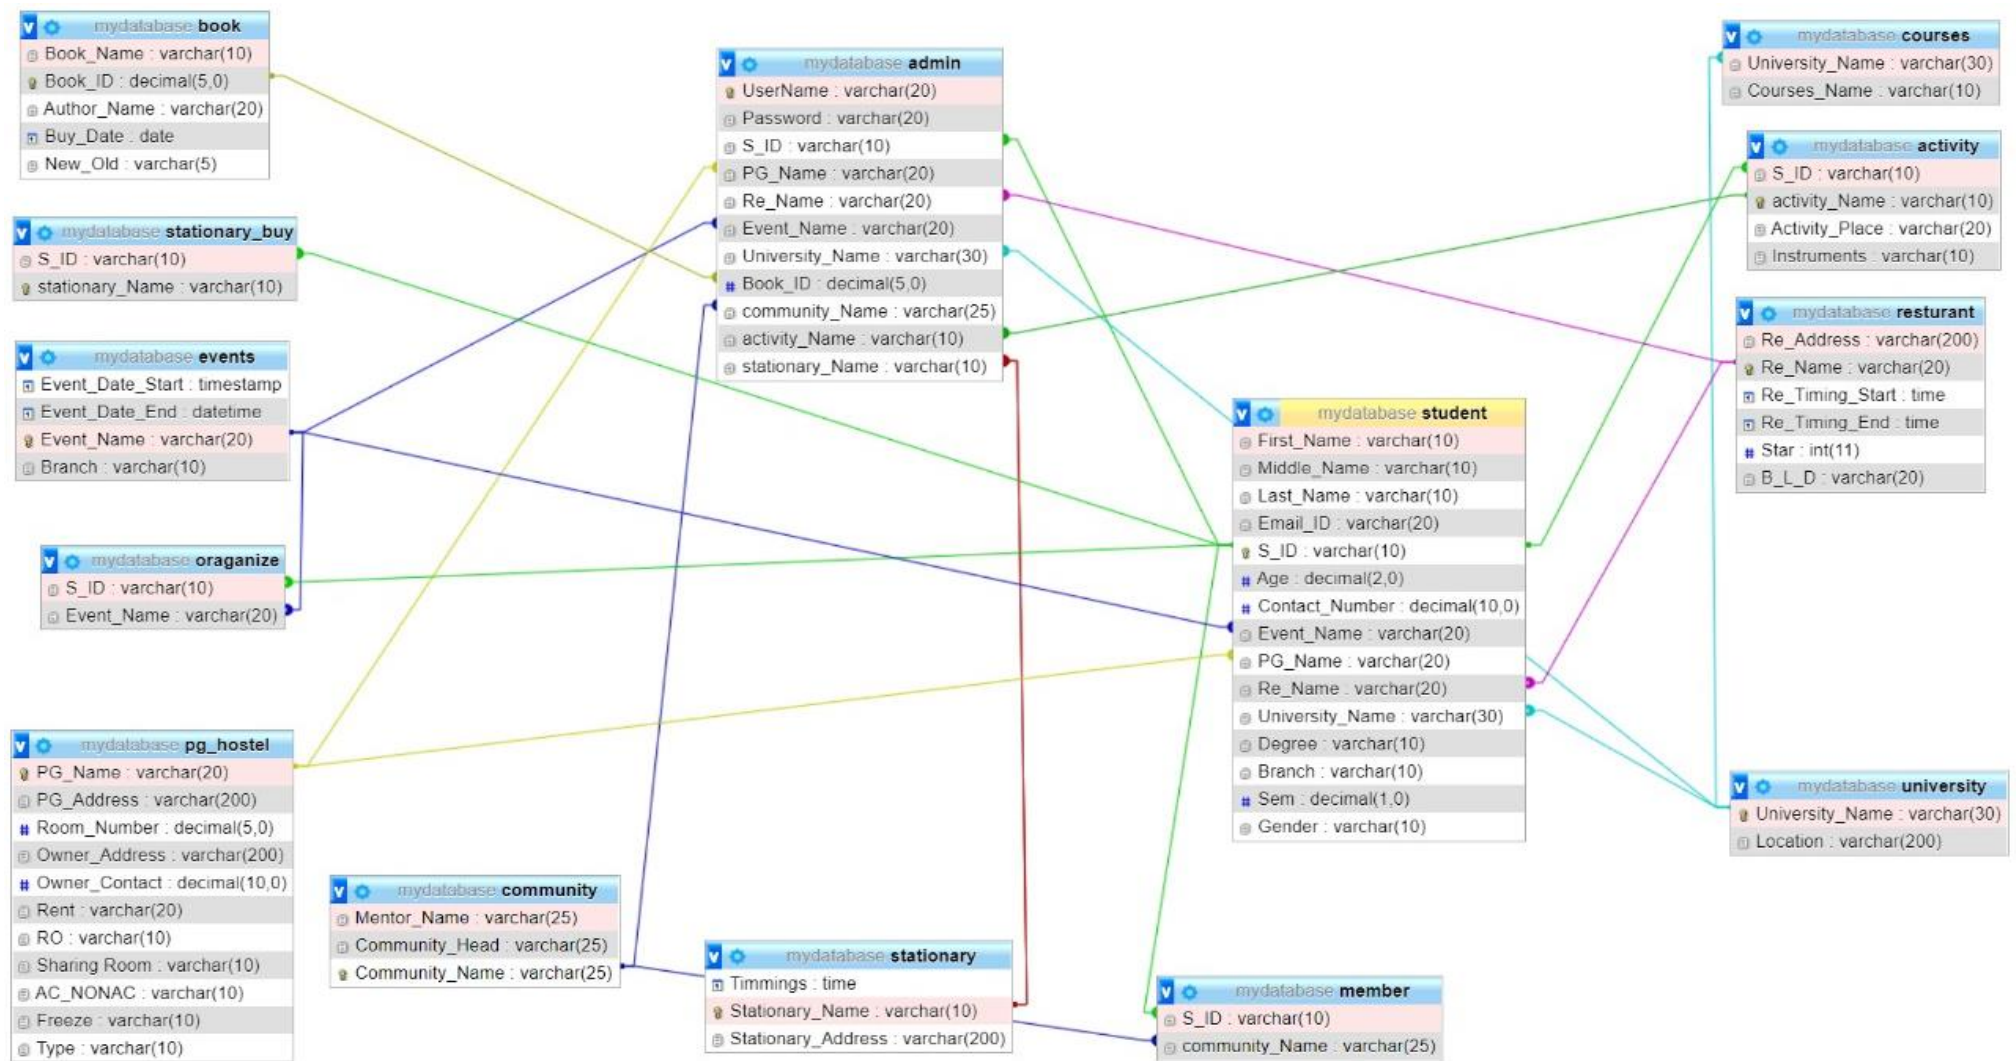 mydatabase book
Book_Name : varchar(10)
Book_ID : decimal(5,0)
Author_Name : varchar(20)
Buy_Date : date
New_Old : varchar(5)
mydatabase stationary_buy
S_ID : varchar(10)
stationary_Name : varchar(10)
mydatabase events
Event_Date_Start : timestamp
Event_Date_End : datetime
Event_Name : varchar(20)
Branch : varchar(10)
mydatabase oraganize
S_ID : varchar(10)
Event_Name : varchar(20)
mydatabase pg_hostel
PG_Name : varchar(20)
PG_Address : varchar(200)
# Room_Number : decimal(5,0)
Owner_Address : varchar(200)
# Owner_Contact : decimal(10,0)
Rent : varchar(20)
RO : varchar(10)
Sharing Room : varchar(10)
AC_NONAC : varchar(10)
Freeze : varchar(10)
Type : varchar(10)
mydatabase community
Mentor_Name : varchar(25)
Community_Head : varchar(25)
Community_Name : varchar(25)
mydatabase admin
UserName : varchar(20)
Password : varchar(20)
S_ID : varchar(10)
PG_Name : varchar(20)
Re_Name : varchar(20)
Event_Name : varchar(20)
University_Name : varchar(30)
# Book_ID : decimal(5,0)
community_Name : varchar(25)
activity_Name : varchar(10)
stationary_Name : varchar(10)
mydatabase stationary
Timmings : time
Stationary_Name : varchar(10)
Stationary_Address : varchar(200)
mydatabase student
First_Name : varchar(10)
Middle_Name : varchar(10)
Last_Name : varchar(10)
Email_ID : varchar(20)
S_ID : varchar(10)
# Age : decimal(2,0)
# Contact_Number : decimal(10,0)
Event_Name : varchar(20)
PG_Name : varchar(20)
Re_Name : varchar(20)
University_Name : varchar(30)
Degree : varchar(10)
Branch : varchar(10)
# Sem : decimal(1,0)
Gender : varchar(10)
mydatabase member
S_ID : varchar(10)
community_Name : varchar(25)
mydatabase courses
University_Name : varchar(30)
Courses_Name : varchar(10)
mydatabase activity
S_ID : varchar(10)
activity_Name : varchar(10)
Activity_Place : varchar(20)
Instruments : varchar(10)
mydatabase resturant
Re_Address : varchar(200)
Re_Name : varchar(20)
Re_Timing_Start : time
Re_Timing_End : time
# Star : int(11)
B_L_D : varchar(20)
mydatabase university
University_Name : varchar(30)
Location : varchar(200)